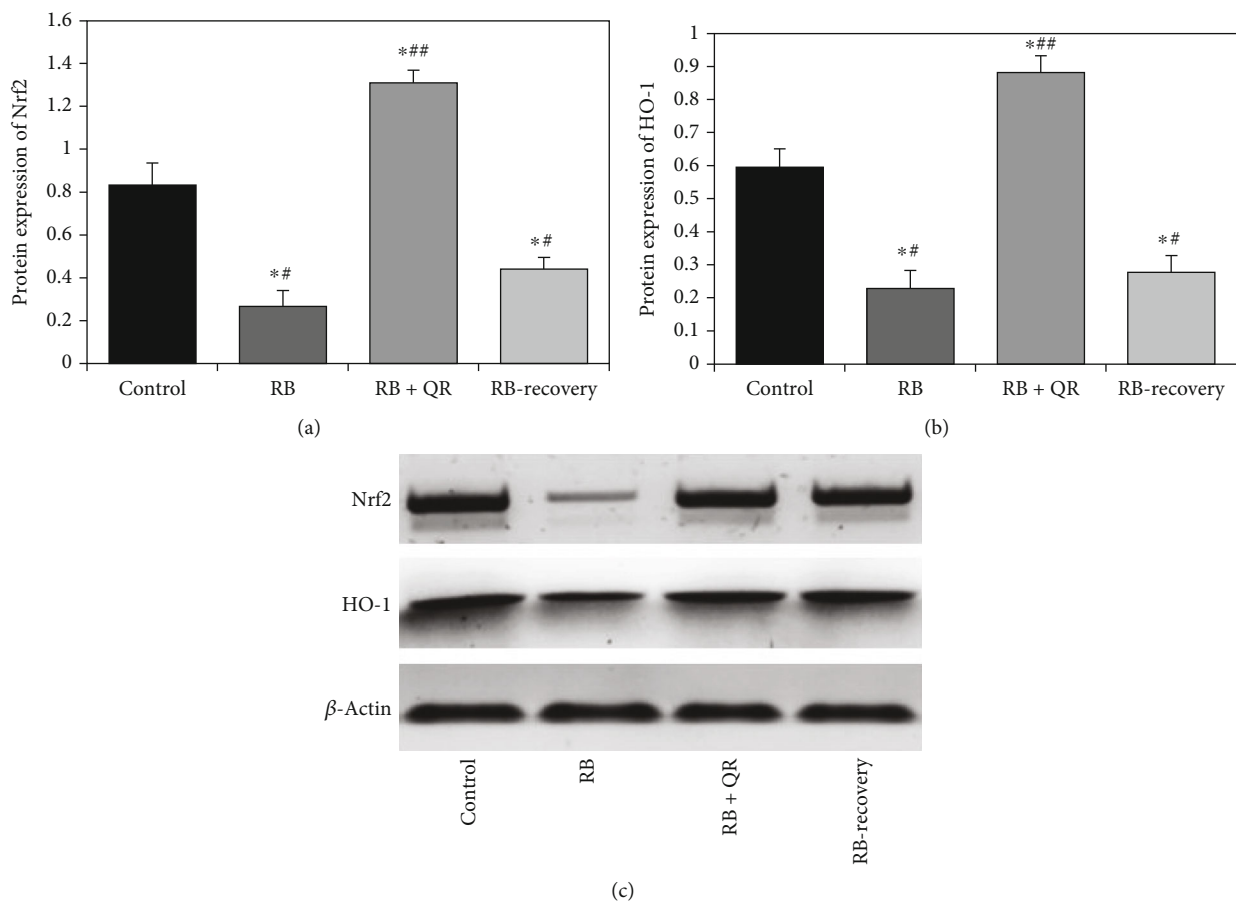 Protein expression of Nrf2
1.6
1.4
1.2
1
0.8
0.6
0.4
0.2
0
*#
*##
*#
Control
RB
RB + QR
RB-recovery
(a)
Protein expression of HO-1
1
0.9
0.8
0.7
0.6
0.5
0.4
0.3
0.2
0.1
0
*#
*##
*#
Control
RB
RB + QR
RB-recovery
(b)
Nrf2
HO-1
β-Actin
Control
RB
RB + QR
RB-recovery
(c)